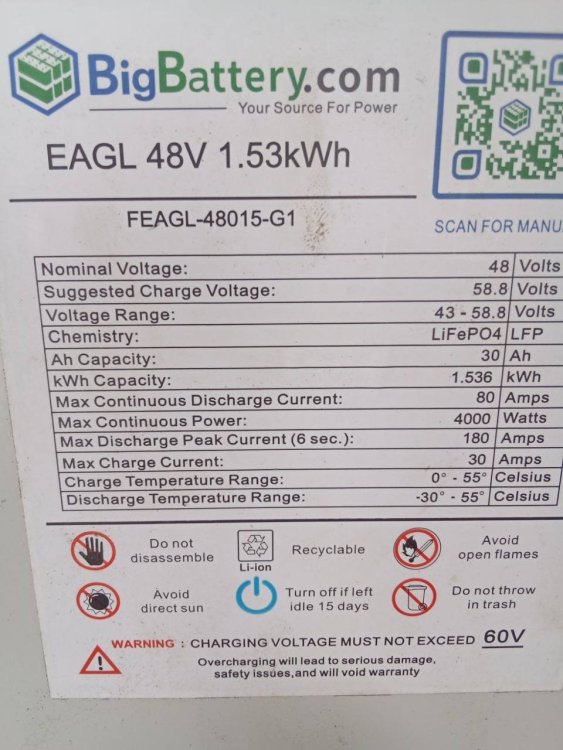 BigBattery.com
Your Source For Power
EAGL 48V 1.53kWh
FEAGL-48015-G1
SCAN FOR MANU
Nominal Voltage: 48 Volts
Suggested Charge Voltage: 58.8 Volts
Voltage Range: 43 - 58.8 Volts
Chemistry: LiFePO4 LFP
Ah Capacity: 30 Ah
kWh Capacity: 1.536 kWh
Max Continuous Discharge Current: 80 Amps
Max Continuous Power: 4000 Watts
Max Discharge Peak Current (6 sec.): 180 Amps
Max Charge Current: 30 Amps
Charge Temperature Range: 0° - 55° Celsius
Discharge Temperature Range: -30° - 55° Celsius
Do not
disassemble
Li-ion
Recyclable
Avoid
open flames
Avoid
direct sun
Turn off if left
idle 15 days
Do not throw
in trash
WARNING : CHARGING VOLTAGE MUST NOT EXCEED 60V
Overcharging will lead to serious damage,
safety issues,and will void warranty